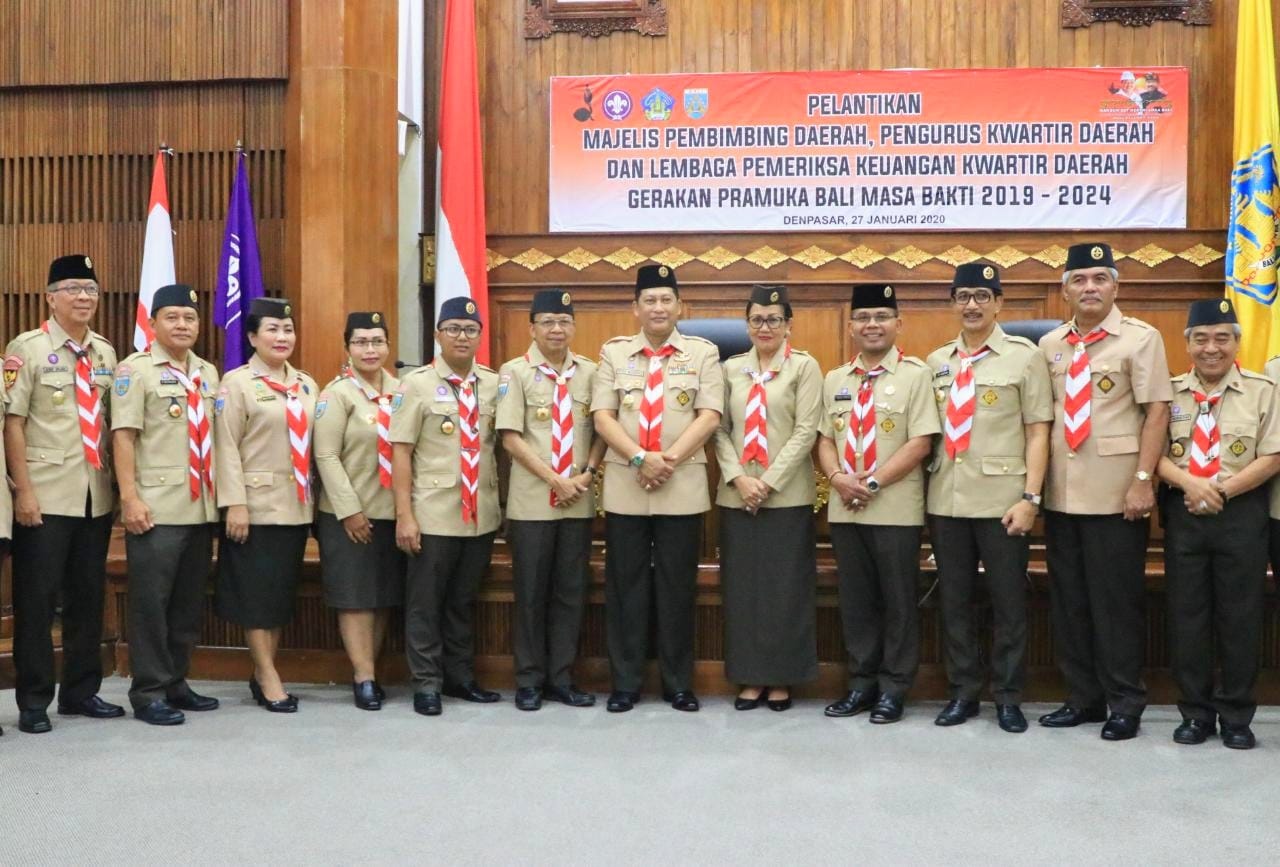 PELANTIKAN
MAJELIS PEMBIMBING DAERAH, PENGURUS KWARTIR DAERAH
DAN LEMBAGA PEMERIKSA KEUANGAN KWARTIR DAERAH
GERAKAN PRAMUKA BALI MASA BAKTI 2019 - 2024
DENPASAR, 27 JANUARI 2020